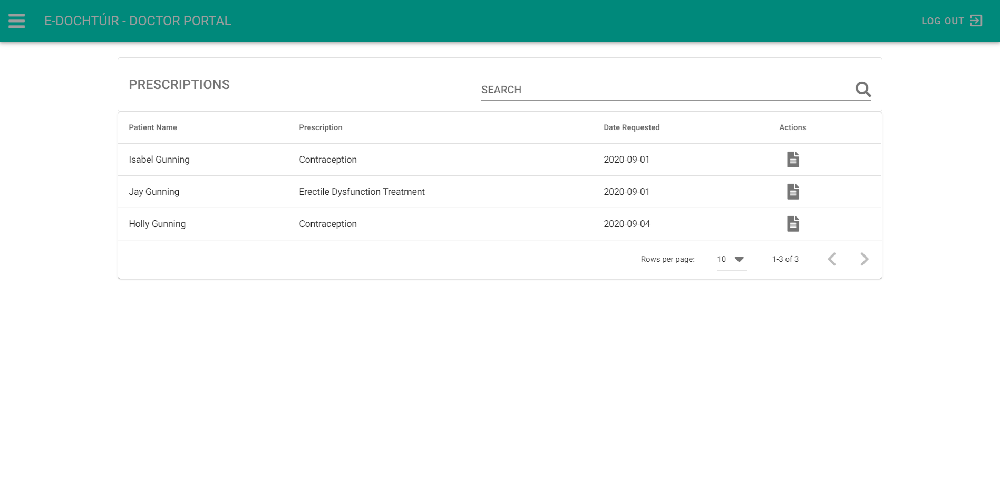 E-DOCHTÚIR - DOCTOR PORTAL LOG OUT
PRESCRIPTIONS
SEARCH
Patient Name Prescription Date Requested Actions
Isabel Gunning Contraception 2020-09-01
Jay Gunning Erectile Dysfunction Treatment 2020-09-01
Holly Gunning Contraception 2020-09-04
Rows per page: 10 1-3 of 3